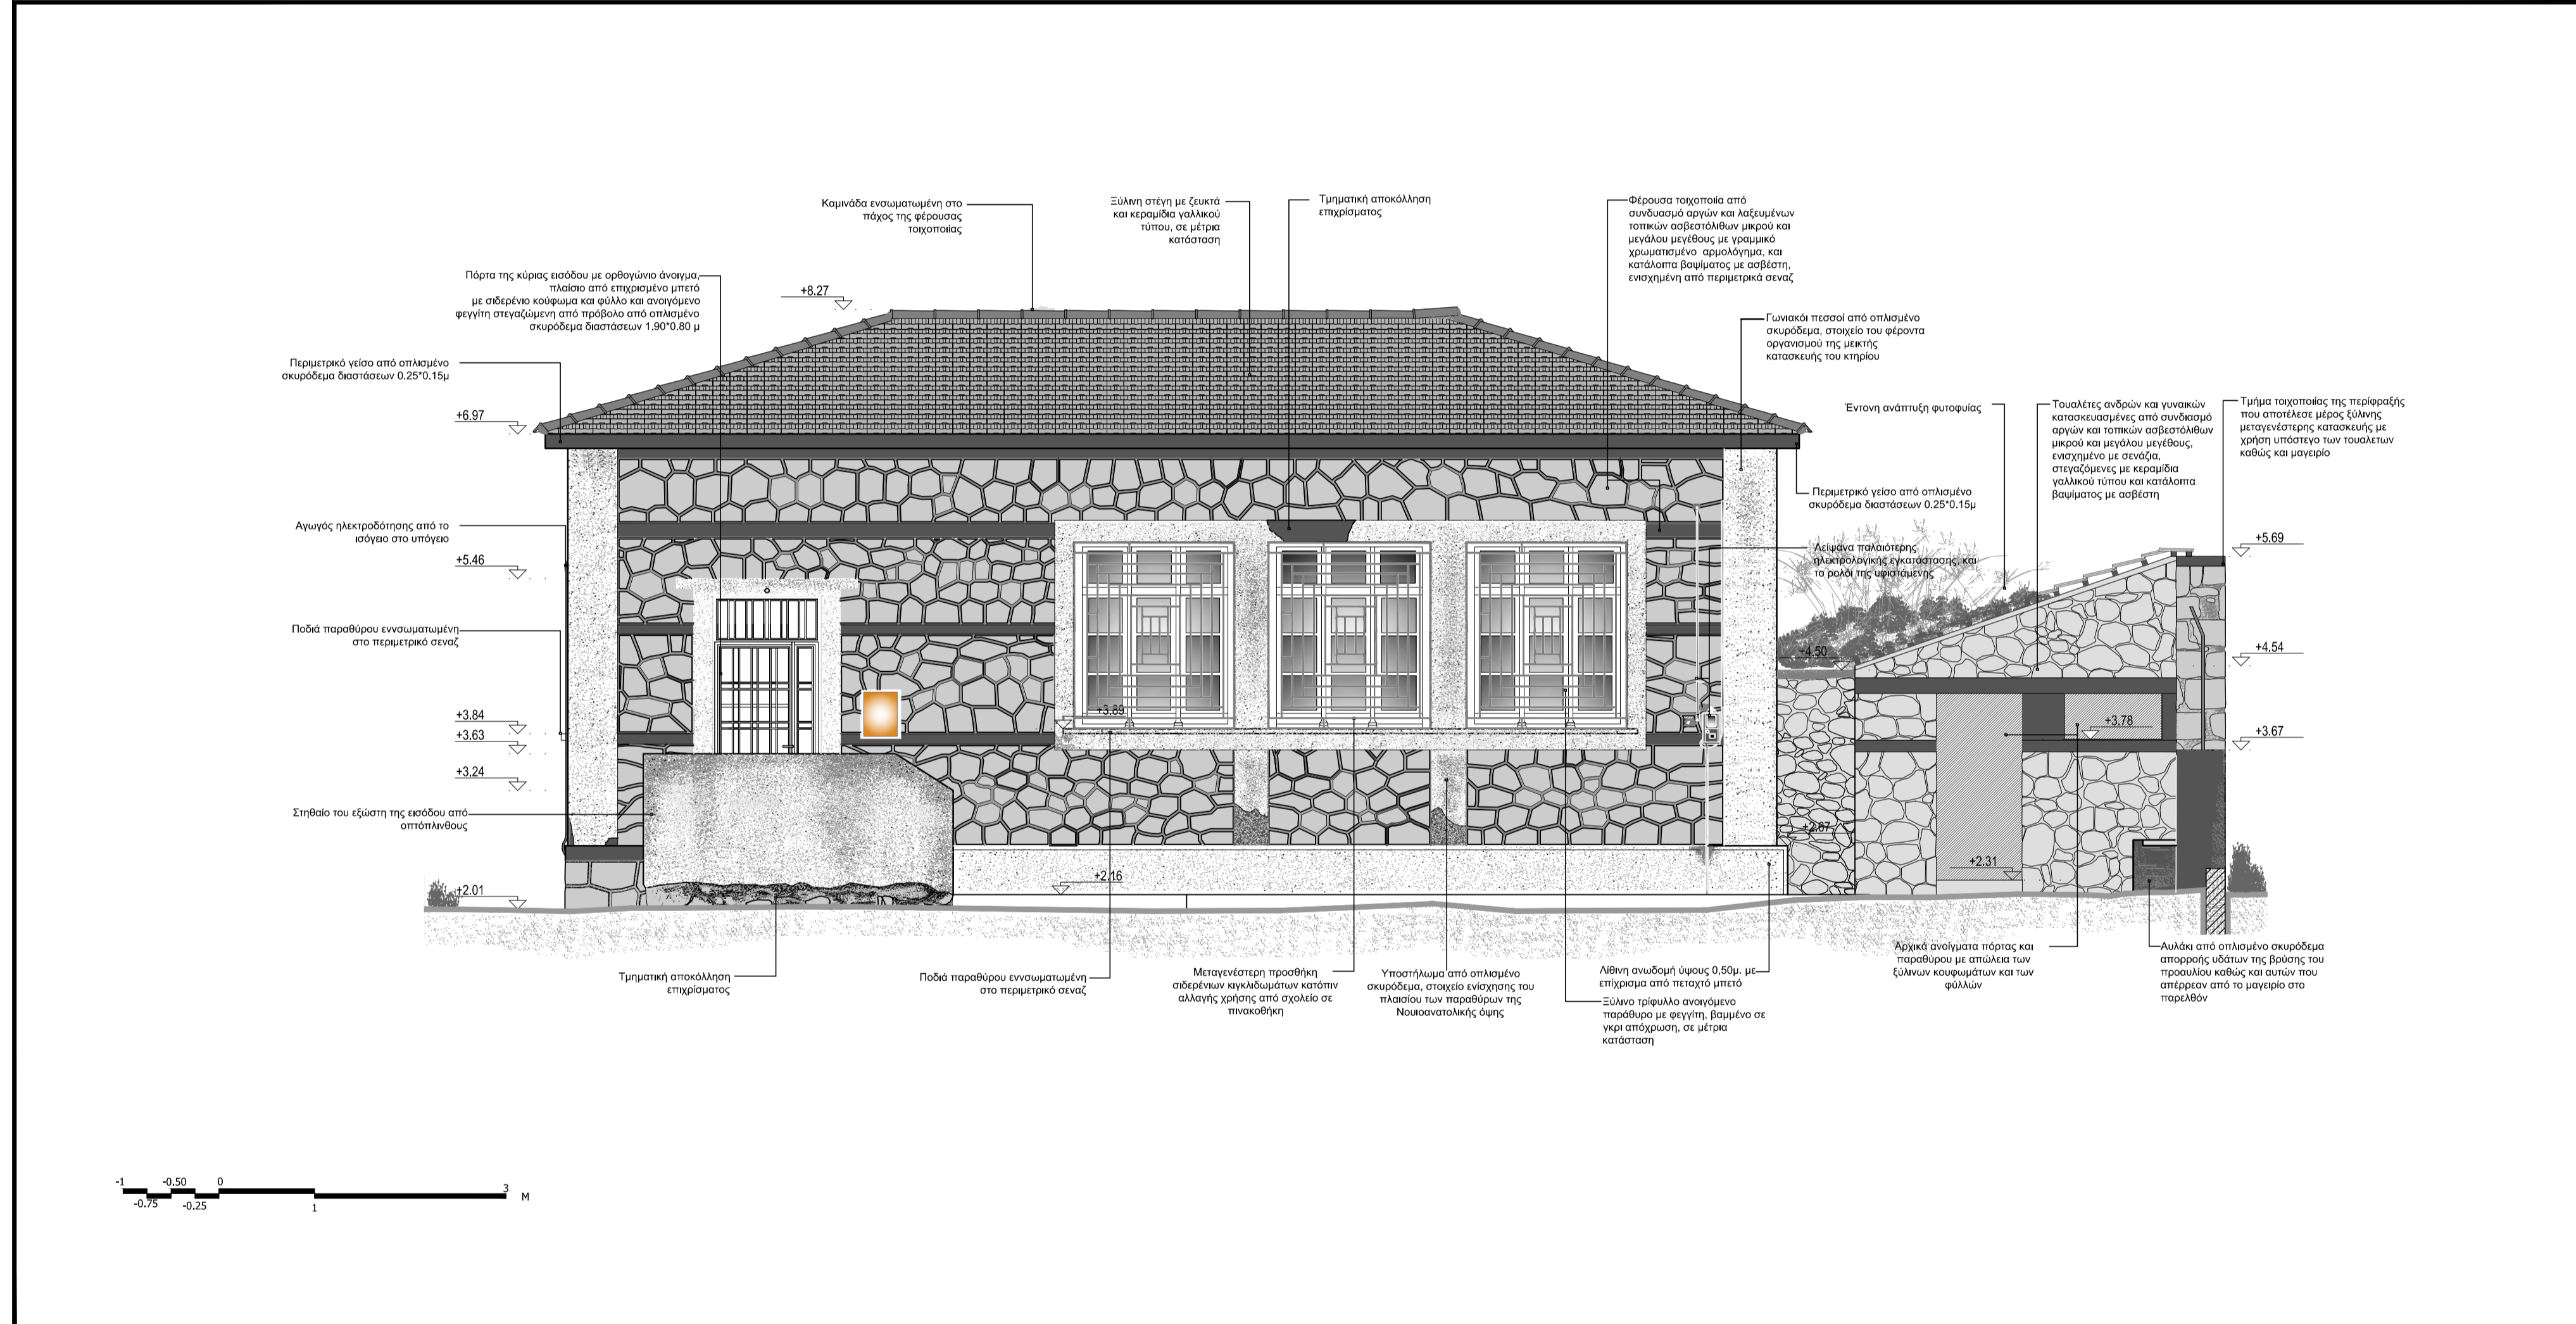 Καμινάδα ενσωματωμένη στο
πάχος της φέρουσας
τοιχοποιίας
Ξύλινη στέγη με ζευκτά
και κεραμίδια γαλλικού
τύπου, σε μέτρια
κατάσταση
Τμηματική αποκόλληση
επιχρίσματος
Φέρουσα τοιχοποιία από
συνδυασμό αργών και λαξευμένων
τοπικών ασβεστόλιθων μικρού και
μεγάλου μεγέθους με γραμμικό
χρωματισμένο αρμολόγημα, και
κατάλοιπα βαψίματος με ασβέστη,
ενισχημένη από περιμετρικά σεναζ
Πόρτα της κύριας εισόδου με ορθογώνιο άνοιγμα,
πλαίσιο από επιχρισμένο μπετό
με σιδερένιο κούφωμα και φύλλο και ανοιγόμενο
φεγγίτη στεγαζώμενη από πρόβολο από οπλισμένο
σκυρόδεμα διαστάσεων 1.90*0.80 μ
+8.27
Γωνιακόι πεσσοί από οπλισμένο
σκυρόδεμα, στοιχείο του φέροντα
οργανισμού της μεικτής
κατασκευής του κτηρίου
Περιμετρικό γείσο από οπλισμένο
σκυρόδεμα διαστάσεων 0.25*0.15μ
+6.97
Έντονη ανάπτυξη φυτοφυίας
Τουαλέτες ανδρών και γυναικών
κατασκευασμένες από συνδιασμό
αργών και τοπικών ασβεστόλιθων
μικρού και μεγάλου μεγέθους,
ενισχημένο με σενάζια,
στεγαζόμενες με κεραμίδια
γαλλικού τύπου και κατάλοιπα
βαψίματος με ασβέστη
Τμήμα τοιχοποιίας της περίφραξής
που αποτέλεσε μέρος ξύλινης
μεταγενέστερης κατασκευής με
χρήση υπόστεγο των τουαλετων
καθώς και μαγειρίο
Περιμετρικό γείσο από οπλισμένο
σκυρόδεμα διαστάσεων 0.25*0.15μ
Αγωγός ηλεκτροδότησης από το
ισόγειο στο υπόγειο
+5.46
Λείψανα παλαιότερης
ηλεκτρολογικής εγκατάστασης, και
το ρολόι της υφιστάμενης
+5.69
Ποδιά παραθύρου εννσωματωμένη
στο περιμετρικό σεναζ
+4.50
+4.54
+3.84
+3.63
+3.89
+3.78
+3.67
+3.24
Στηθαίο του εξώστη της εισόδου από
οπτόπλινθους
+2.67
+2.31
+2.16
+2.01
Τμηματική αποκόλληση
επιχρίσματος
Ποδιά παραθύρου εννσωματωμένη
στο περιμετρικό σεναζ
Μεταγενέστερη προσθήκη
σιδερένιων κιγκλιδωμάτων κατόπιν
αλλαγής χρήσης από σχολείο σε
πινακοθήκη
Υποστήλωμα από οπλισμένο
σκυρόδεμα, στοιχείο ενίσχησης του
πλαισίου των παραθύρων της
Νουιοανατολικής όψης
Λίθινη ανωδομή ύψους 0,50μ. με
επίχρισμα από πεταχτό μπετό
Ξύλινο τρίφυλλο ανοιγόμενο
παράθυρο με φεγγίτη, βαμμένο σε
γκρι απόχρωση, σε μέτρια
κατάσταση
Αρχικά ανοίγματα πόρτας και
παραθύρου με απώλεια των
ξύλινων κουφωμάτων και των
φύλλών
Αυλάκι από οπλισμένο σκυρόδεμα
απορροής υδάτων της βρύσης του
προαυλίου καθώς και αυτών που
απέρρεαν από το μαγειρίο στο
παρελθόν
-1 -0.50 0 3 M
-0.75 -0.25 1